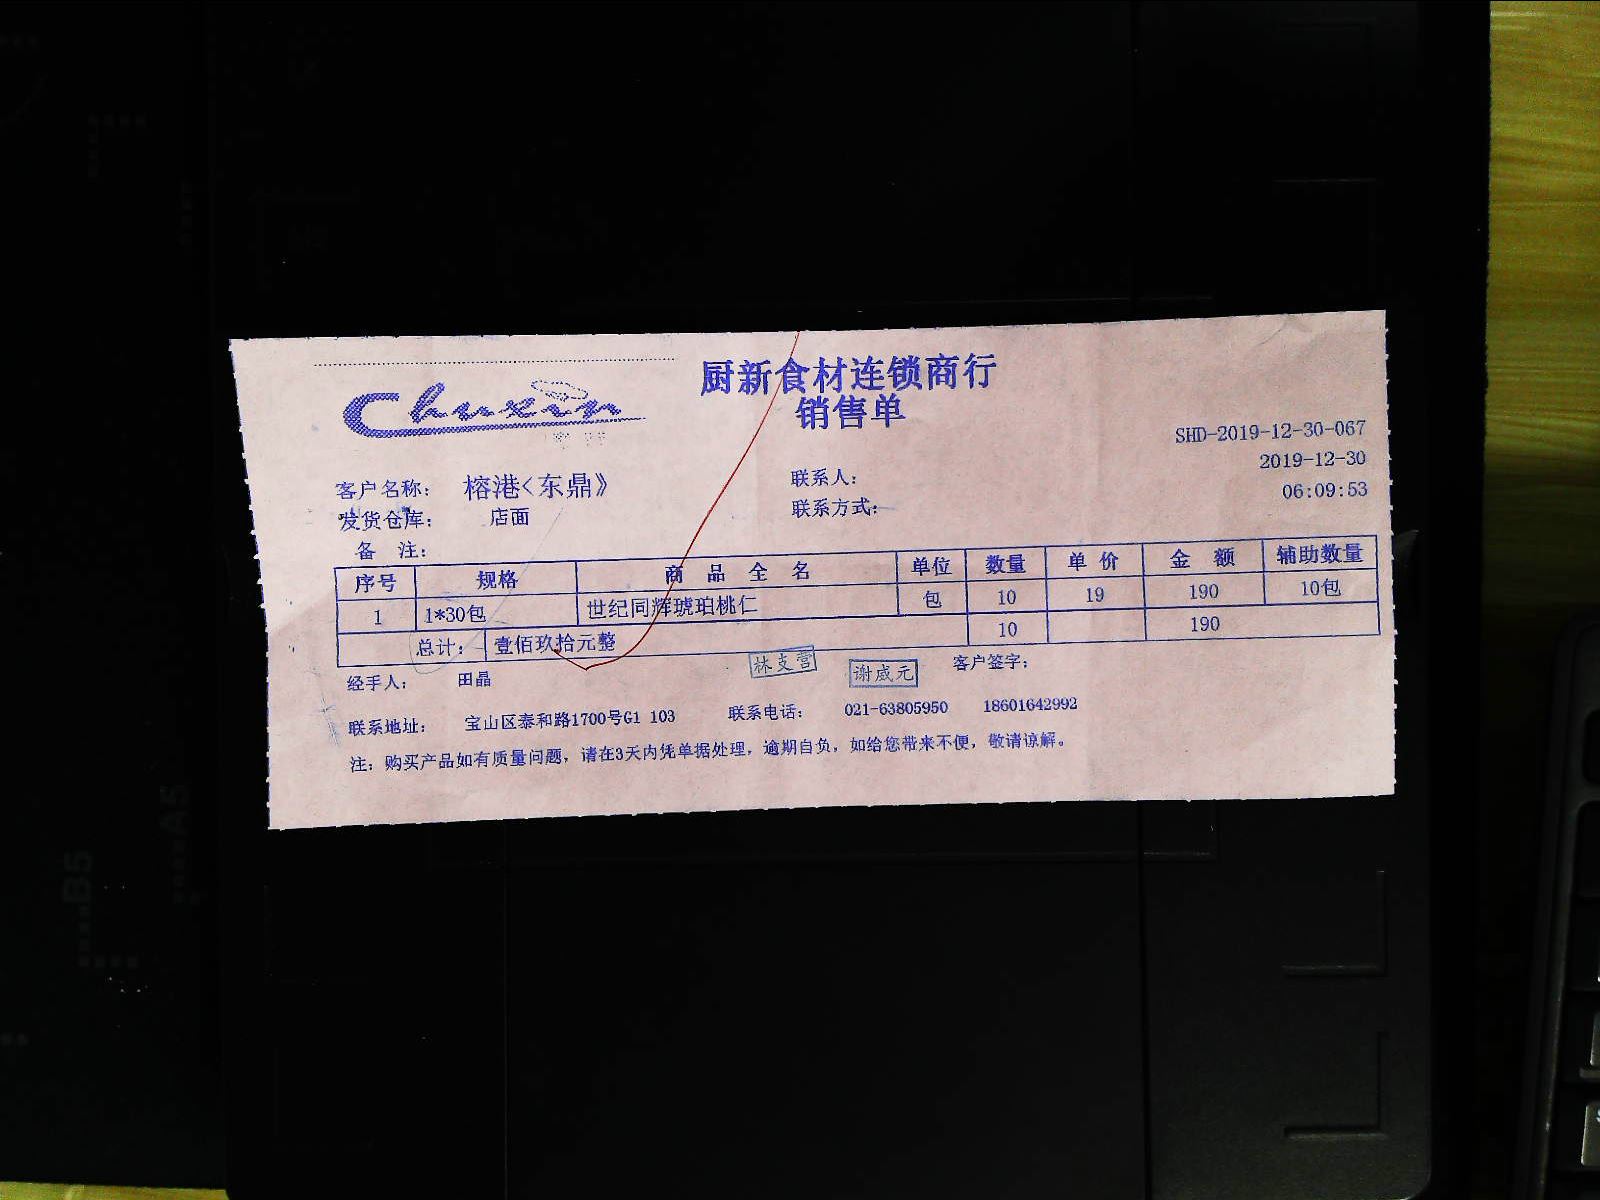 厨新食材连锁商行
Chuxin
销售单
SHD-2019-12-30-067
2019-12-30
06:09:53
客户名称： 榕港<东鼎》 联系人：
发货仓库： 店面 联系方式：
备 注：
序号 规格 商 品 全 名 单位 数量 单 价 金 额 辅助数量
1 1*30包 世纪同辉琥珀桃仁 包 10 19 190 10包
总计： 壹佰玖拾元整 10 190
经手人： 田晶 林支营 谢威元 客户签字：
联系地址： 宝山区泰和路1700号G1 103 联系电话： 021-63805950 18601642992
注：购买产品如有质量问题，请在3天内凭单据处理，逾期自负，如给您带来不便，敬请谅解。
B5
A5